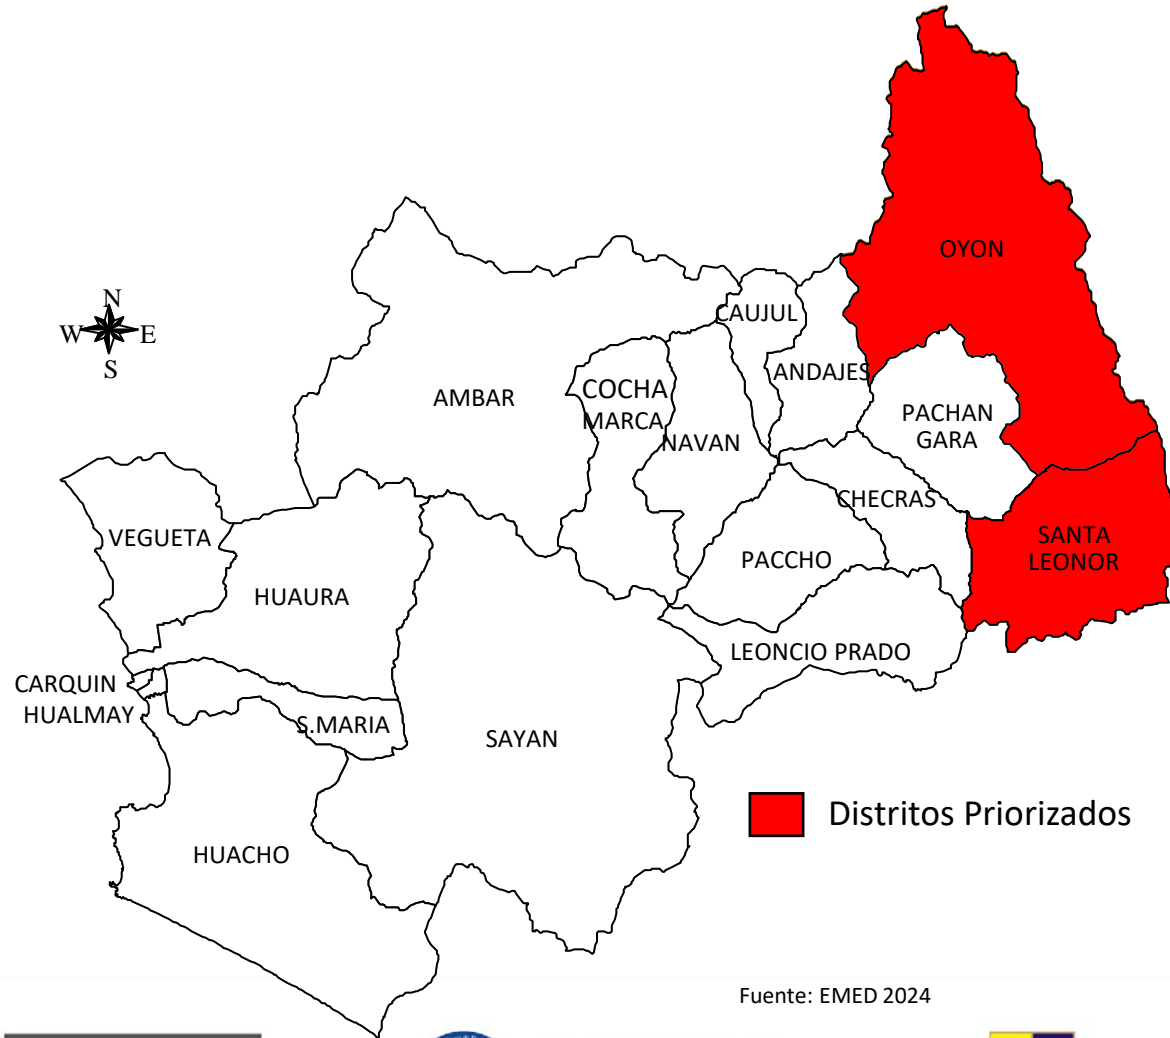 OYON
N
W E
S
CAUJUL
ANDAJES
AMBAR
COCHA
MARCA
NAVAN
PACHAN
GARA
CHECRAS
VEGUETA
SANTA
LEONOR
PACCHO
HUAURA
LEONCIO PRADO
CARQUIN
HUALMAY
S.MARIA
SAYAN
Distritos Priorizados
HUACHO
Fuente: EMED 2024